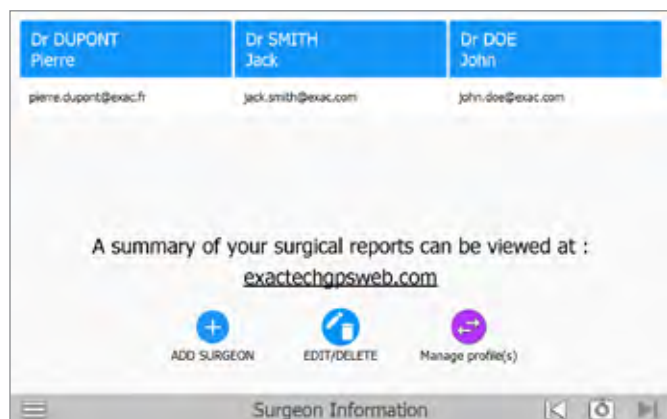 Dr DUPONT
Pierre
Dr SMITH
Jack
Dr DOE
John
pierre.dupont@exac.fr
jack.smith@exac.com
john.doe@exac.com
A summary of your surgical reports can be viewed at :
exactechgpsweb.com
ADD SURGEON
EDIT/DELETE
Manage profile(s)
Surgeon Information